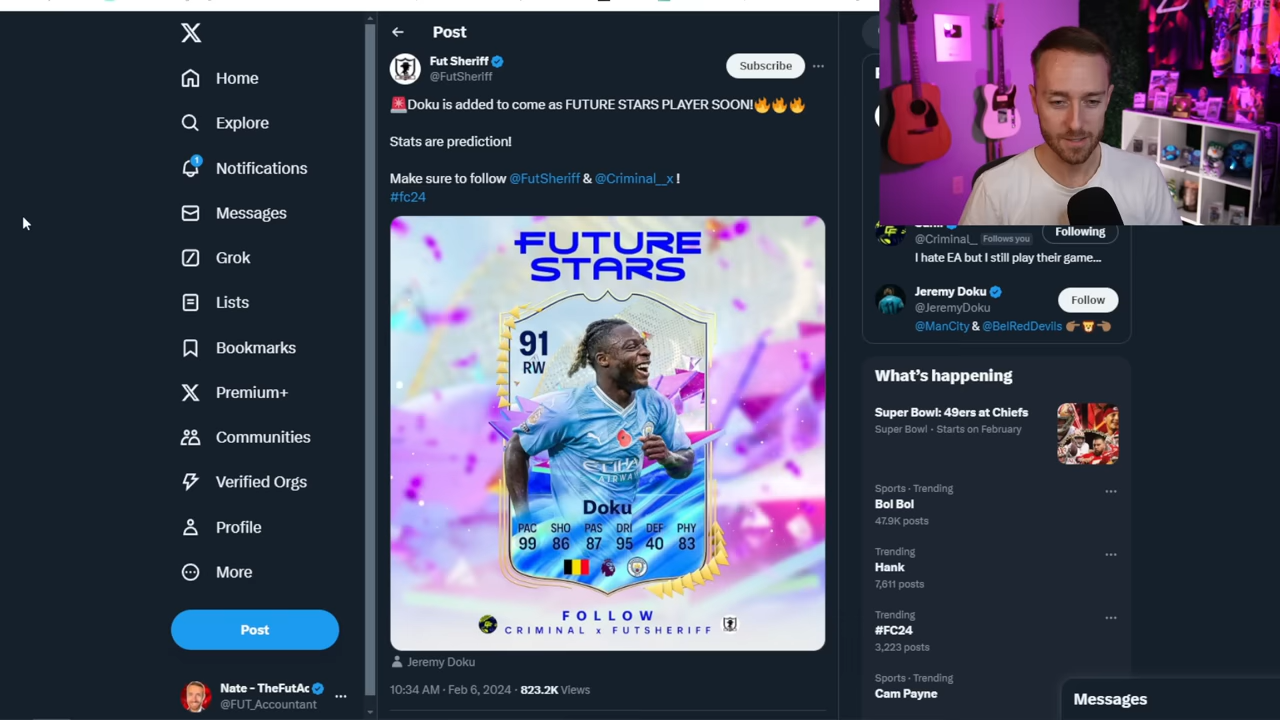 Home
Explore
1
Notifications
Messages
Grok
Lists
Bookmarks
Premium+
Communities
Verified Orgs
Profile
More
Post
Nate - TheFutAc
@FUT_Accountant
Post
Fut Sheriff
@FutSheriff
Subscribe
🚨Doku is added to come as FUTURE STARS PLAYER SOON!🔥🔥🔥
Stats are prediction!
Make sure to follow @FutSheriff & @Criminal__x !
#fc24
FUTURE
STARS
91
RW
ETIHAD
AIRWAYS
Doku
PAC SHO PAS DRI DEF PHY
99 86 87 95 40 83
FOLLOW
CRIMINAL x FUTSHERIFF
Jeremy Doku
10:34 AM · Feb 6, 2024 · 823.2K Views
@Criminal_ Follows you
Following
I hate EA but I still play their game...
Jeremy Doku
@JeremyDoku
Follow
@ManCity & @BelRedDevils
What's happening
Super Bowl: 49ers at Chiefs
Super Bowl · Starts on February
Sports · Trending
Bol Bol
47.9K posts
Trending
Hank
7,611 posts
Trending
#FC24
3,223 posts
Sports · Trending
Cam Payne
Messages